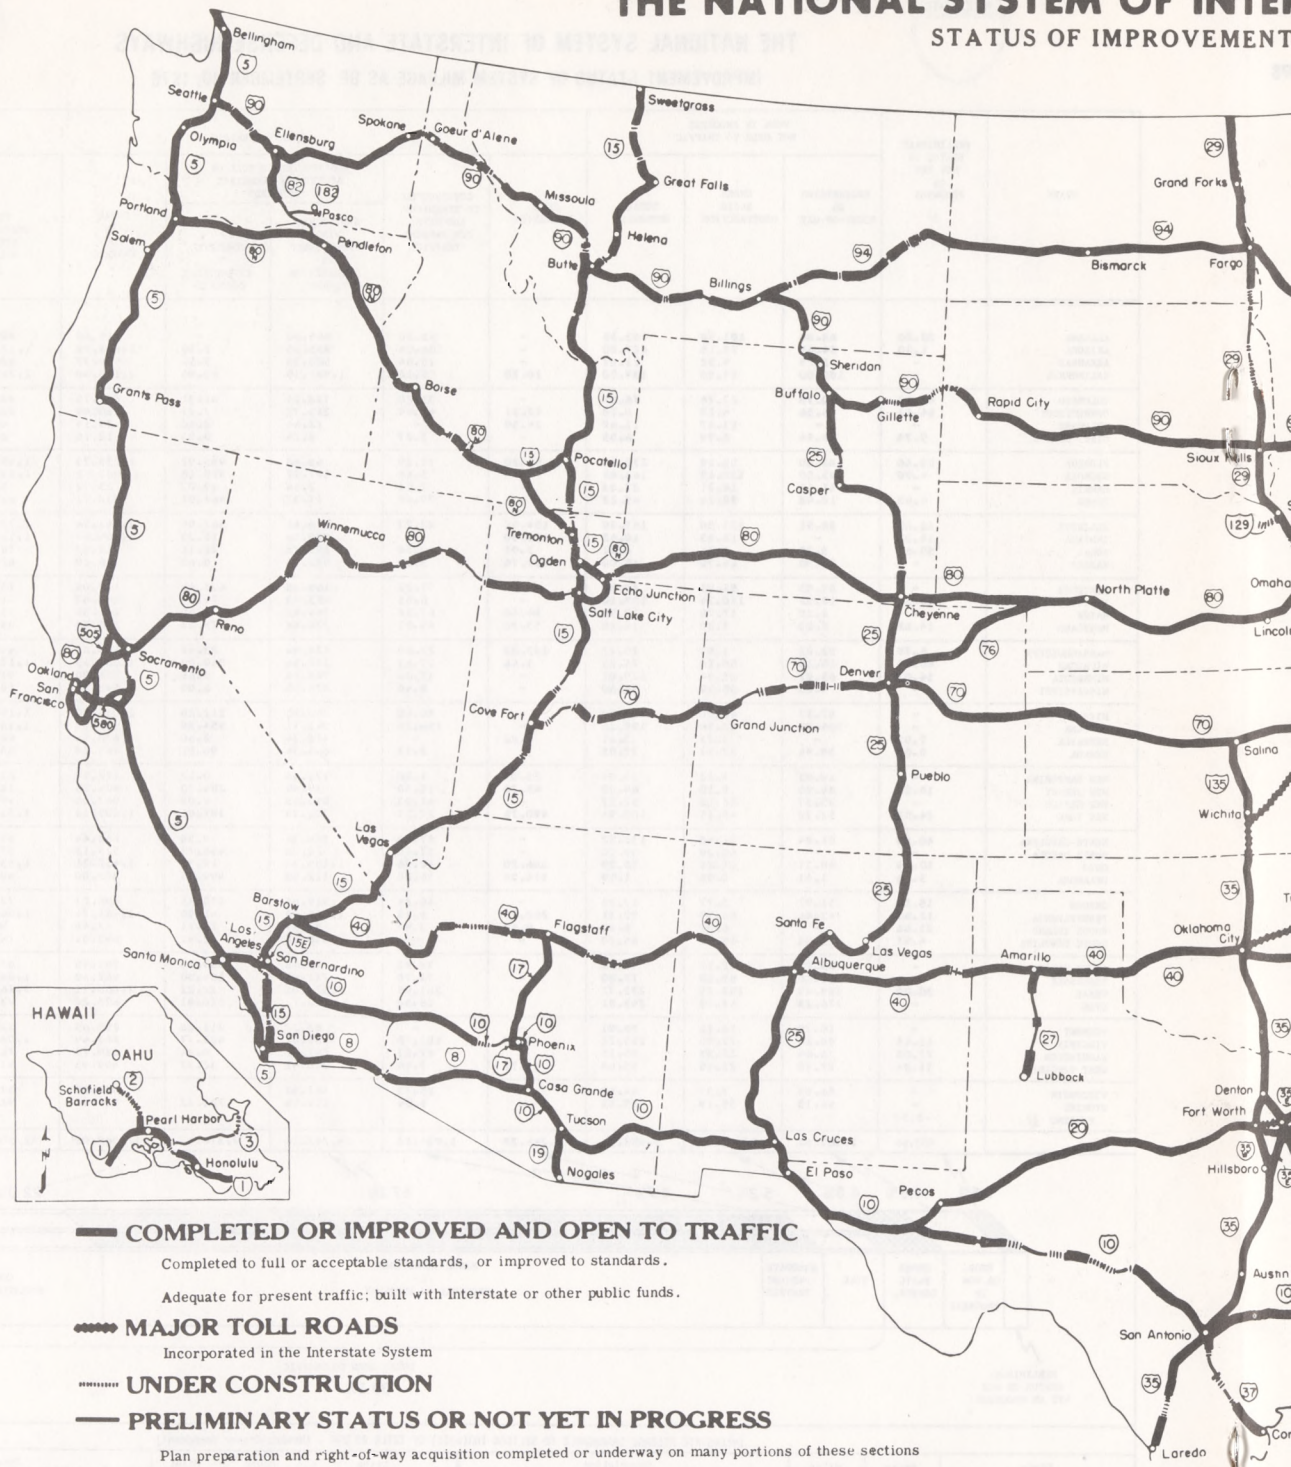 THE NATIONAL SYSTEM OF INTER
STATUS OF IMPROVEMENT
Bellingham
5
Seattle
90
Olympia
Ellensburg
Spokane
Coeur d'Alene
Sweetgrass
15
29
5
82
182
Pasco
90
Missoula
Great Falls
Grand Forks
Portland
Salem
80N
Pendleton
90
Helena
Butte
90
Billings
94
94
Bismarck
Fargo
5
80N
90
Sheridan
29
Grants Pass
Boise
15
Buffalo
90
Gillette
Rapid City
90
80N
15W
Pocatello
25
Sioux Falls
29
15
Casper
5
Winnemucca
80
80N
Tremonton
15
80N
Ogden
80
129
Echo Junction
80
North Platte
Omaha
80
Reno
Salt Lake City
Cheyenne
80
Lincoln
505
15
25
76
80
Sacramento
Oakland
San
Francisco
5
580
Cove Fort
70
70
Denver
70
Grand Junction
70
Salina
25
Pueblo
135
15
5
Wichita
Las
Vegas
15
25
35
Barstow
15
40
40
Flagstaff
40
Santa Fe
Las Vegas
Oklahoma
City
Los
Angeles
15E
Santa Monica
San Bernardino
10
17
Albuquerque
40
Amarillo
40
40
15
10
10
Phoenix
25
27
35
HAWAII
San Diego
8
8
17
10
OAHU
5
Casa Grande
Lubbock
Denton
Schofield
Barracks
2
10
Tucson
10
Fort Worth
Pearl Harbor
3
Las Cruces
20
1
Honolulu
1
19
Nogales
El Paso
Pecos
Hillsboro
10
35
10
Austin
10
San Antonio
35
37
Laredo
COMPLETED OR IMPROVED AND OPEN TO TRAFFIC
Completed to full or acceptable standards, or improved to standards.
Adequate for present traffic; built with Interstate or other public funds.
MAJOR TOLL ROADS
Incorporated in the Interstate System
UNDER CONSTRUCTION
PRELIMINARY STATUS OR NOT YET IN PROGRESS
Plan preparation and right-of-way acquisition completed or underway on many portions of these sections